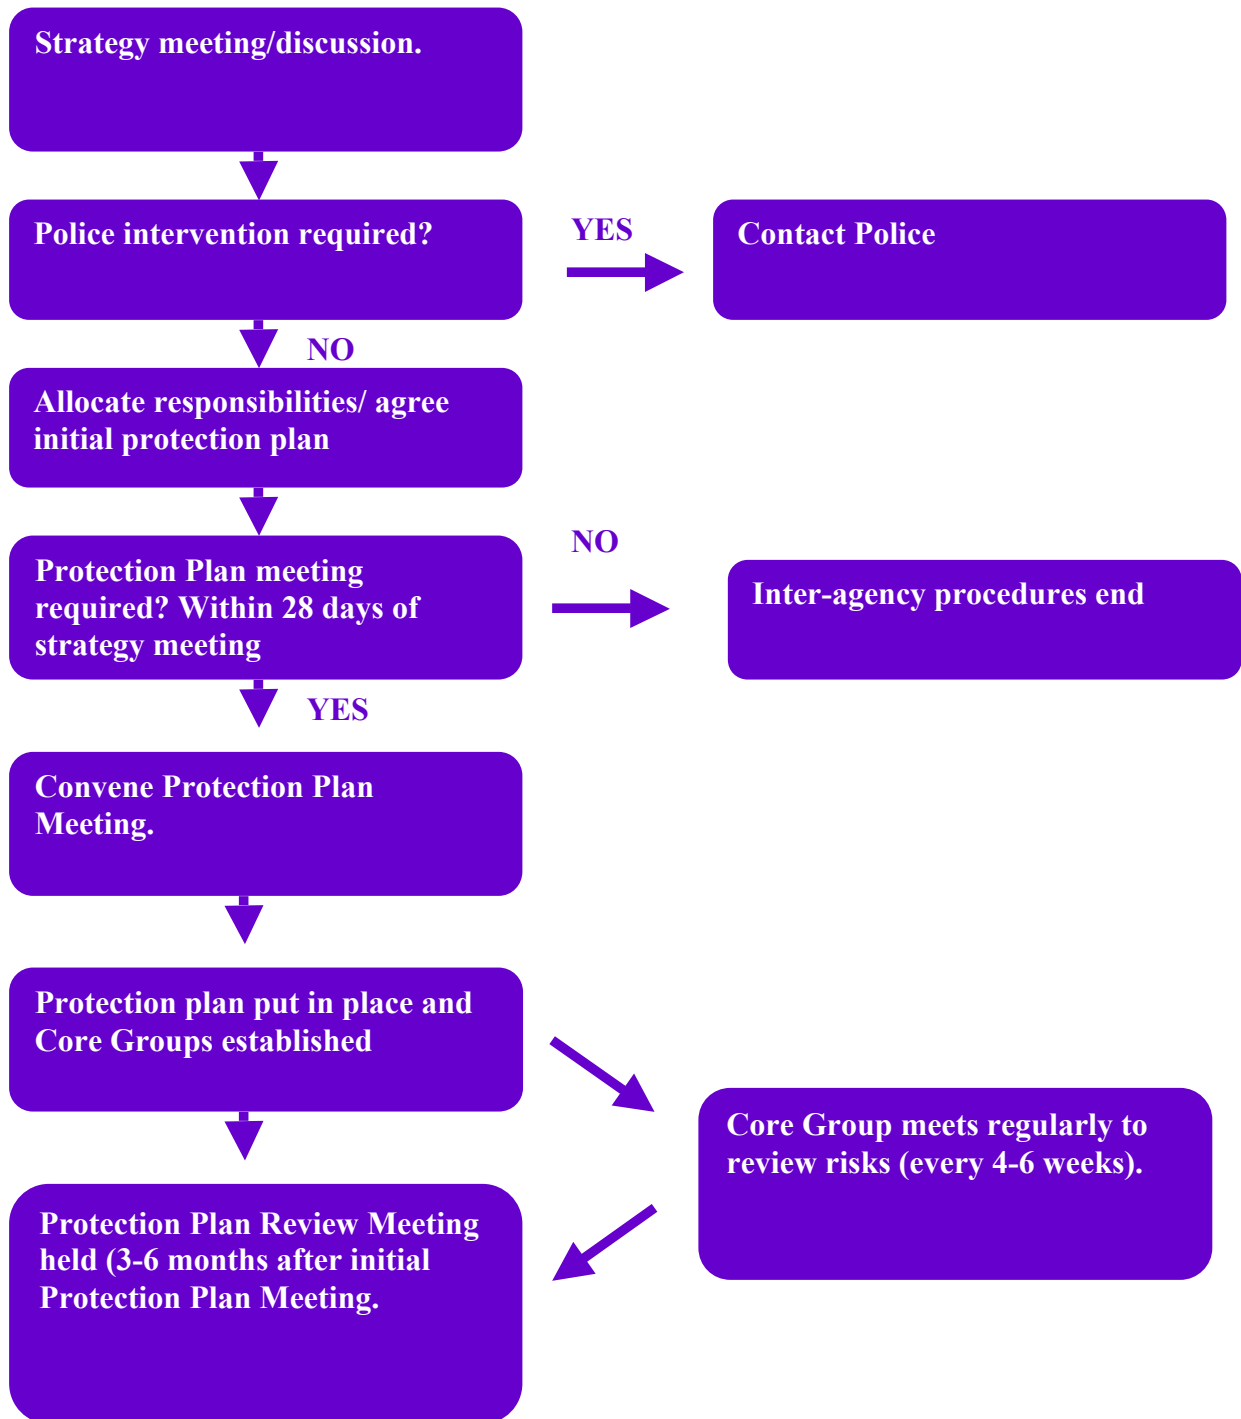 Strategy meeting/discussion.
Police intervention required?
YES
Contact Police
NO
Allocate responsibilities/ agree
initial protection plan
Protection Plan meeting
required? Within 28 days of
strategy meeting
NO
Inter-agency procedures end
YES
Convene Protection Plan
Meeting.
Protection plan put in place and
Core Groups established
Core Group meets regularly to
review risks (every 4-6 weeks).
Protection Plan Review Meeting
held (3-6 months after initial
Protection Plan Meeting.